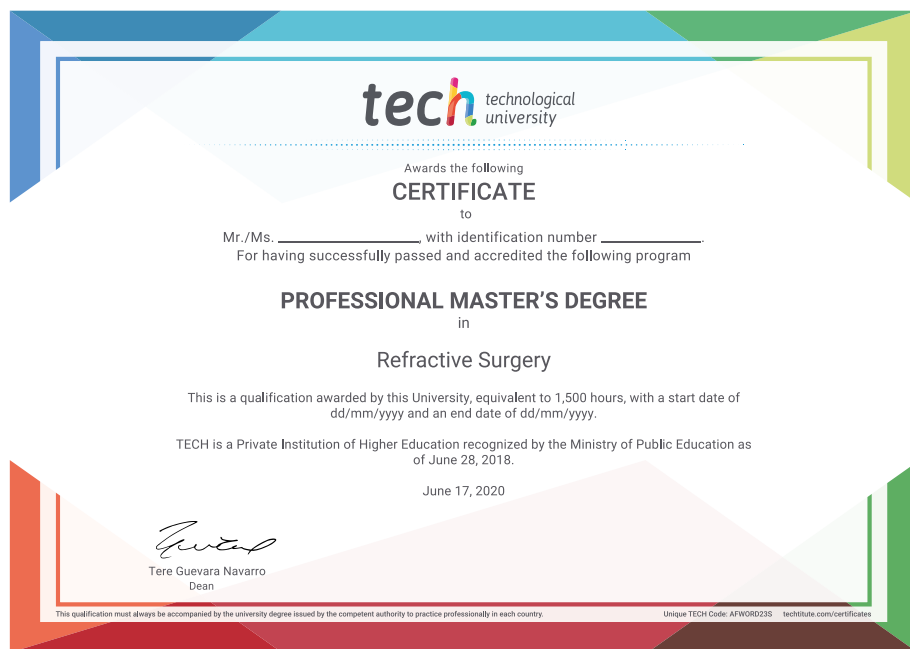 tech technological
university
Awards the following
CERTIFICATE
to
Mr./Ms. ____________, with identification number ____________.
For having successfully passed and accredited the following program
PROFESSIONAL MASTER'S DEGREE
in
Refractive Surgery
This is a qualification awarded by this University, equivalent to 1,500 hours, with a start date of
dd/mm/yyyy and an end date of dd/mm/yyyy.
TECH is a Private Institution of Higher Education recognized by the Ministry of Public Education as
of June 28, 2018.
June 17, 2020
Tere Guevara Navarro
Dean
This qualification must always be accompanied by the university degree issued by the competent authority to practice professionally in each country. Unique TECH Code: AFWORD23S techtitute.com/certificates